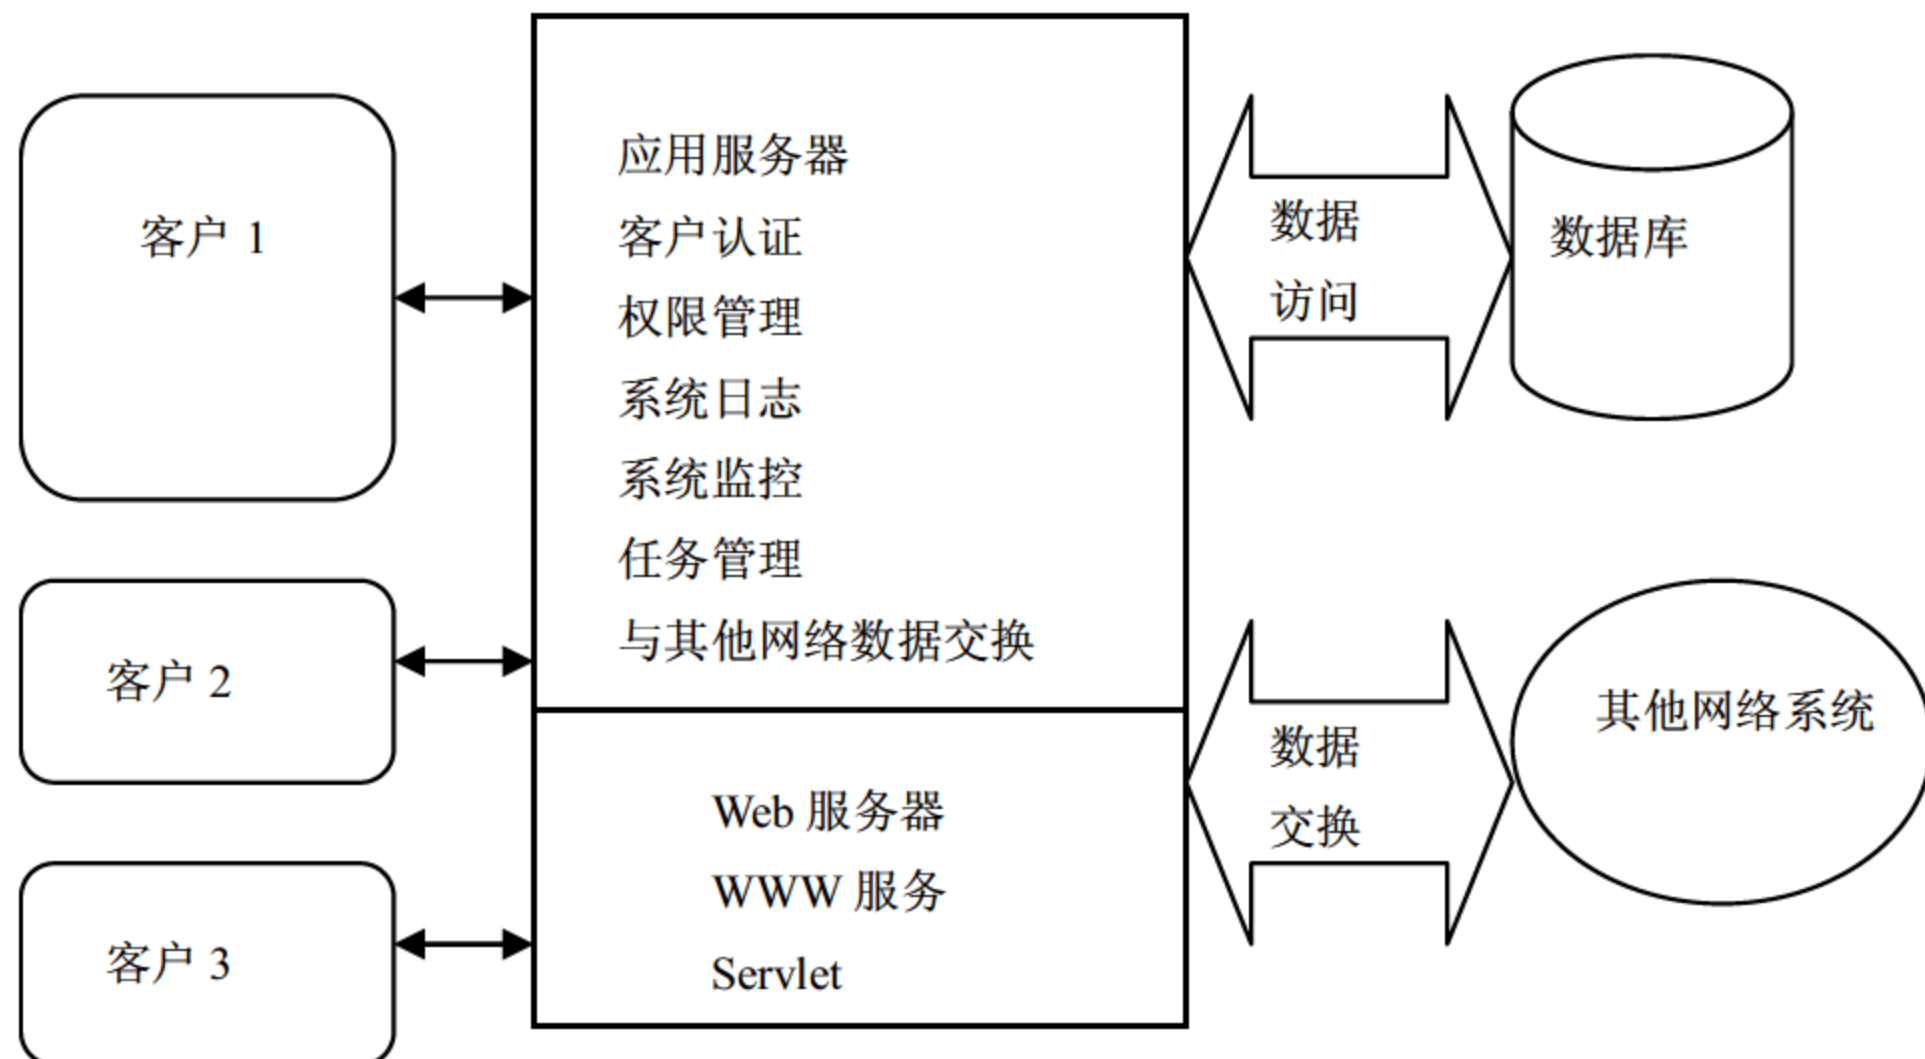 客户 1
客户 2
客户 3
应用服务器
客户认证
权限管理
系统日志
系统监控
任务管理
与其他网络数据交换
Web 服务器
WWW 服务
Servlet
数据
访问
数据库
数据
交换
其他网络系统